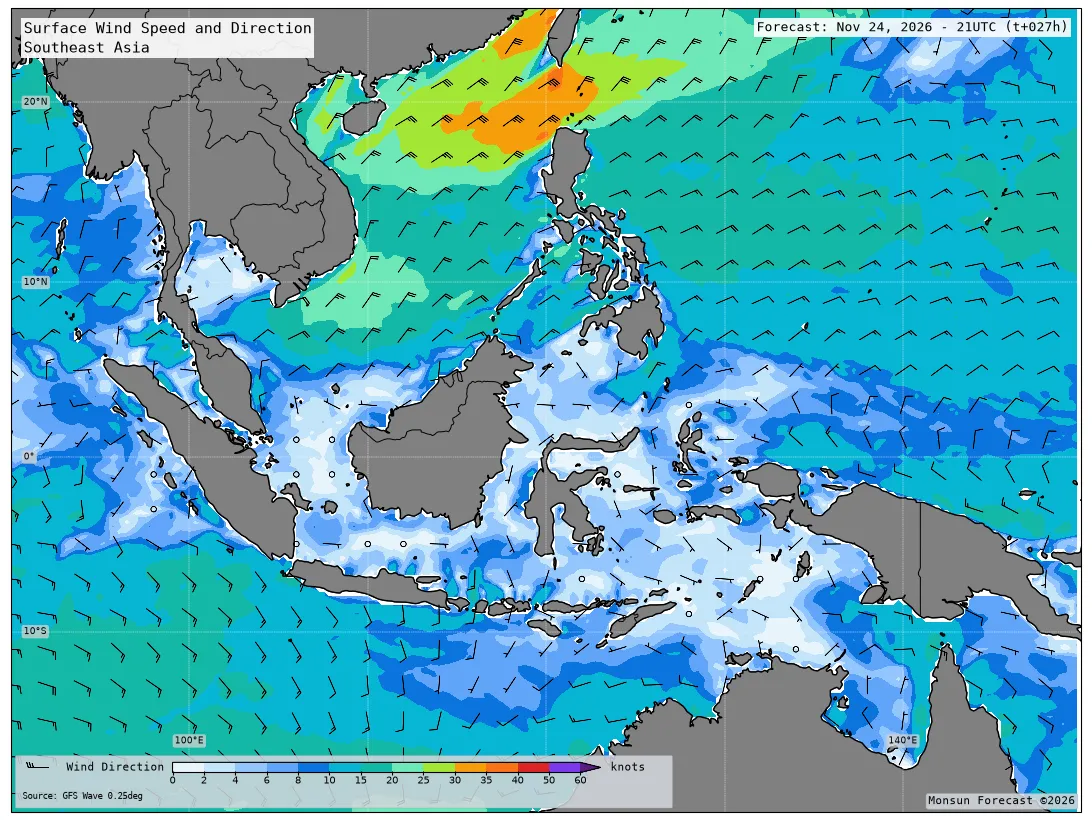 Surface Wind Speed and Direction
Southeast Asia
Forecast: Nov 24, 2026 - 21UTC (t+027h)
20°N
10°N
0°
10°S
100°E
140°E
Wind Direction
0 2 4 6 8 10 15 20 25 30 35 40 50 60
knots
Source: GFS Wave 0.25deg
Monsun Forecast ©2026